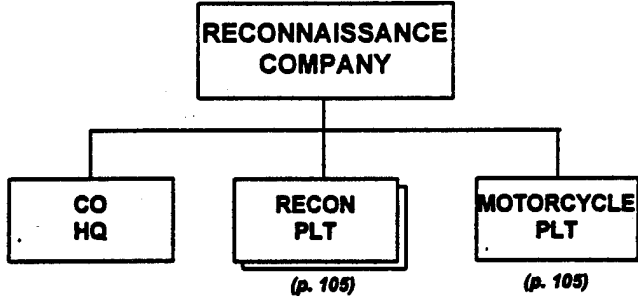 RECONNAISSANCE
COMPANY
CO
HQ
RECON
PLT
MOTORCYCLE
PLT
(p. 105)
(p. 105)